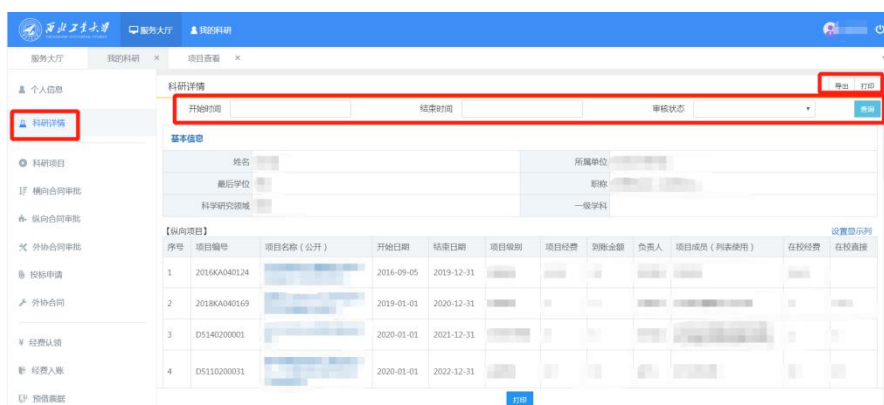 西北工业大学 服务大厅 我的科研
服务大厅 我的科研 × 项目查看 ×
个人信息
科研详情
科研项目
横向合同审批
纵向合同审批
外协合同审批
投标申请
外协合同
¥ 经费认领
经费入账
预借票据
科研详情 导出 打印
开始时间 结束时间 审核状态 查询
基本信息
姓名 所属单位
最后学位 职称
科学研究领域 一级学科
【纵向项目】 设置显示列
序号 项目编号 项目名称（公开） 开始日期 结束日期 项目级别 项目经费 到账金额 负责人 项目成员（列表使用） 在校经费 在校直接
1 2016KA040124 2016-09-05 2019-12-31
2 2018KA040169 2019-01-01 2020-12-31
3 D5140200001 2020-01-01 2021-12-31
4 D5110200031 2020-01-01 2022-12-31
打印